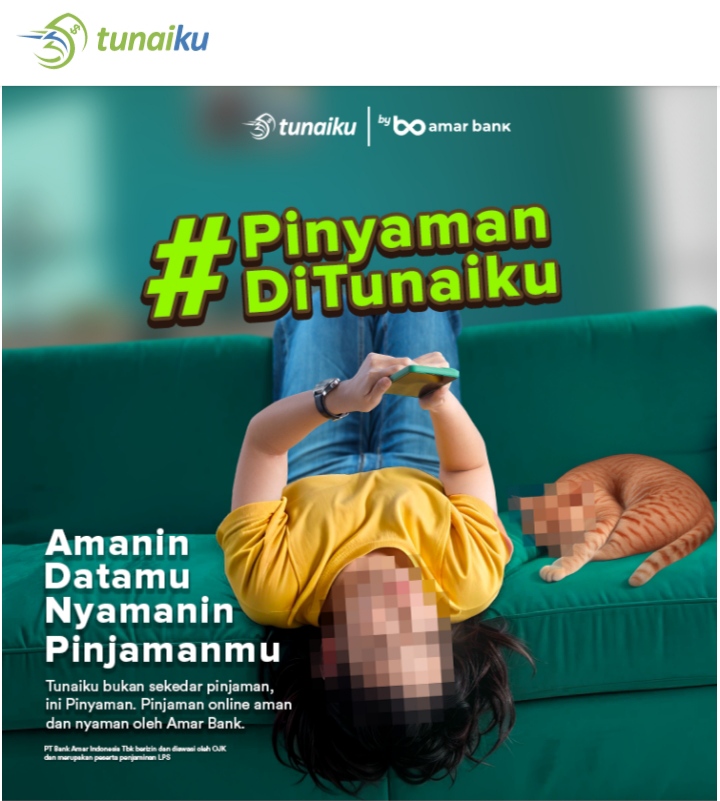 tunaiku
tunaiku by amar bank
#Pinyaman
DiTunaiku
Amanin
Datamu
Nyamanin
Pinjamanmu
Tunaiku bukan sekedar pinjaman,
ini Pinyaman. Pinjaman online aman
dan nyaman oleh Amar Bank.
PT Bank Amar Indonesia Tbk berizin dan diawasi oleh OJK
dan merupakan peserta penjaminan LPS